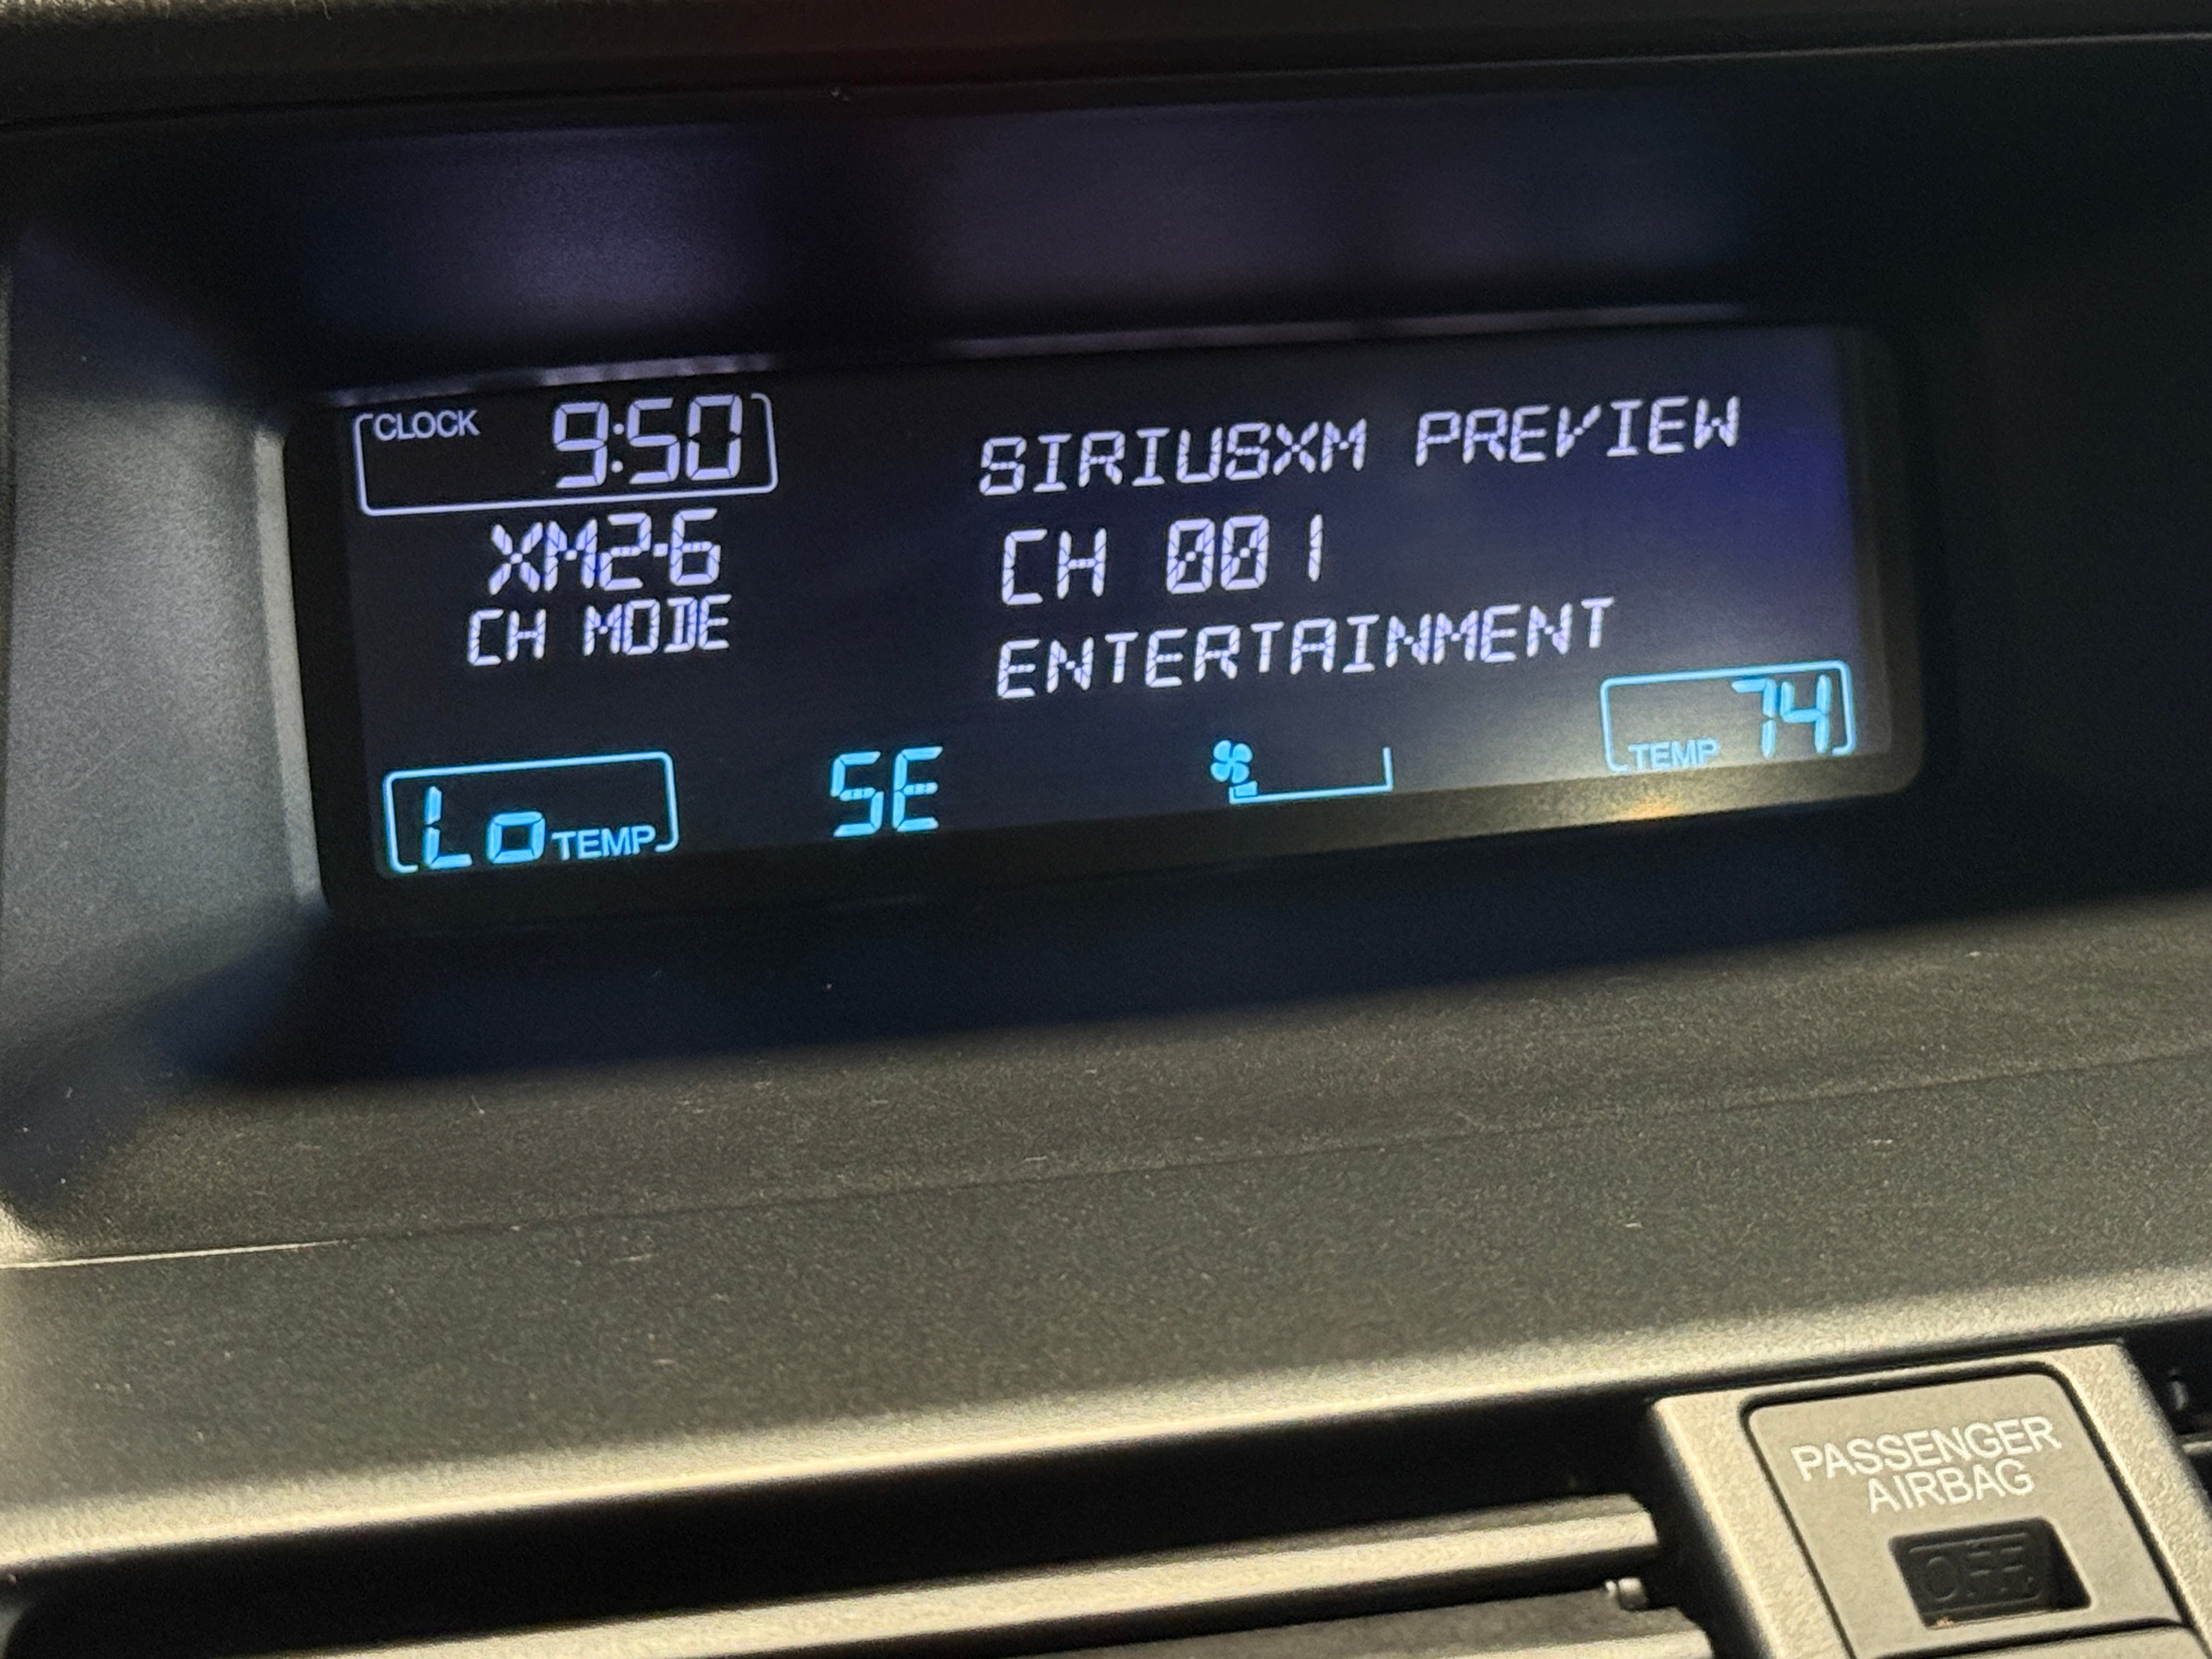 CLOCK 9:50
XM2-6
CH MODE
SIRIUSXM PREVIEW
CH 001
ENTERTAINMENT
Lo TEMP
SE
TEMP 74
PASSENGER
AIRBAG
OFF